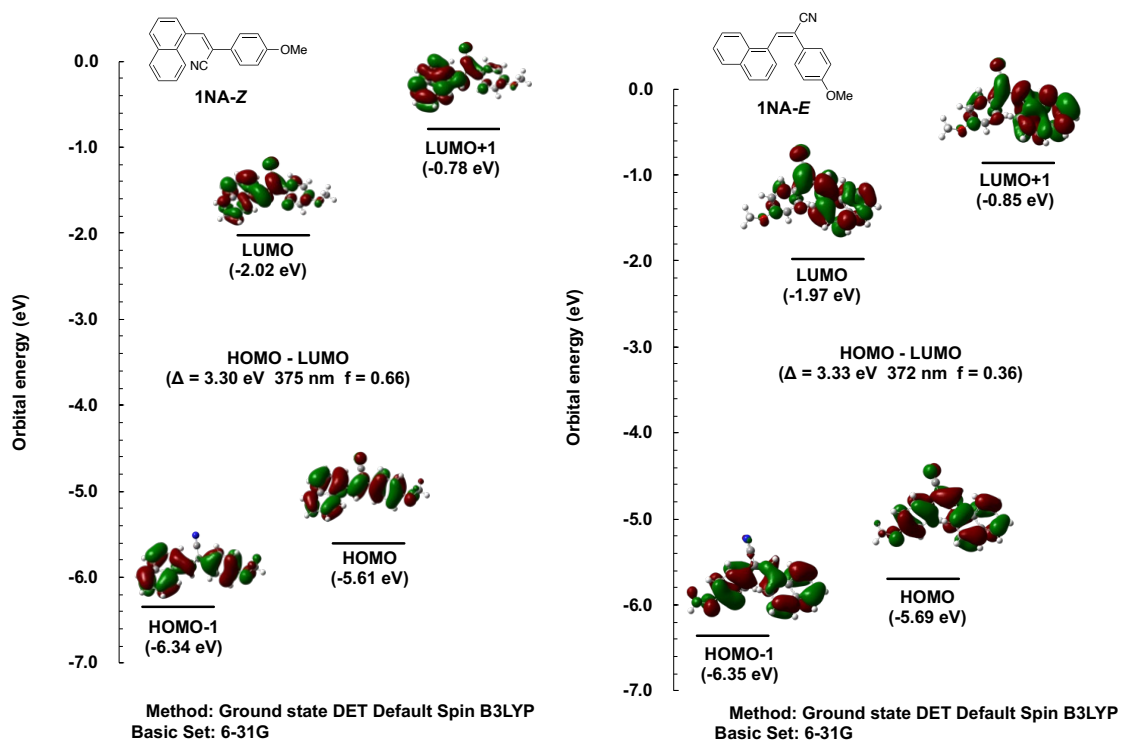 CN
OMe
1NA-Z
0.0
-1.0
-2.0
-3.0
-4.0
-5.0
-6.0
-7.0
Orbital energy (eV)
LUMO+1
(-0.78 eV)
LUMO
(-2.02 eV)
HOMO - LUMO
(Δ = 3.30 eV 375 nm f = 0.66)
HOMO
(-5.61 eV)
HOMO-1
(-6.34 eV)
Method: Ground state DET Default Spin B3LYP
Basic Set: 6-31G
CN
OMe
1NA-E
0.0
-1.0
-2.0
-3.0
-4.0
-5.0
-6.0
-7.0
Orbital energy (eV)
LUMO+1
(-0.85 eV)
LUMO
(-1.97 eV)
HOMO - LUMO
(Δ = 3.33 eV 372 nm f = 0.36)
HOMO
(-5.69 eV)
HOMO-1
(-6.35 eV)
Method: Ground state DET Default Spin B3LYP
Basic Set: 6-31G